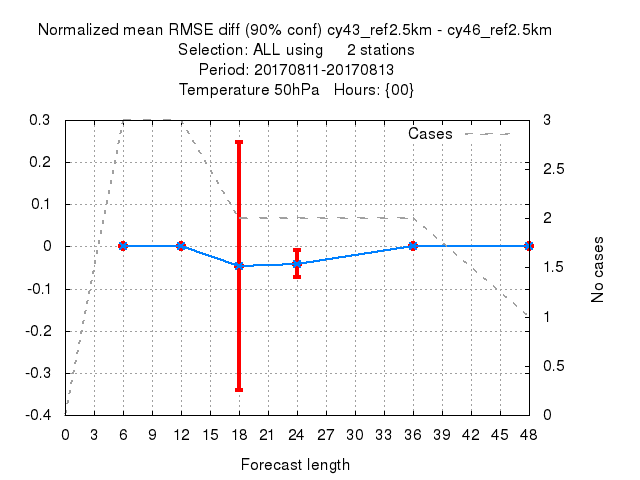 Normalized mean RMSE diff (90% conf) cy43_ref2.5km - cy46_ref2.5km
Selection: ALL using 2 stations
Period: 20170811-20170813
Temperature 50hPa Hours: {00}
Cases
0.3
0.2
0.1
0
-0.1
-0.2
-0.3
-0.4
3
2.5
2
1.5
1
0.5
0
No cases
0 3 6 9 12 15 18 21 24 27 30 33 36 39 42 45 48
Forecast length